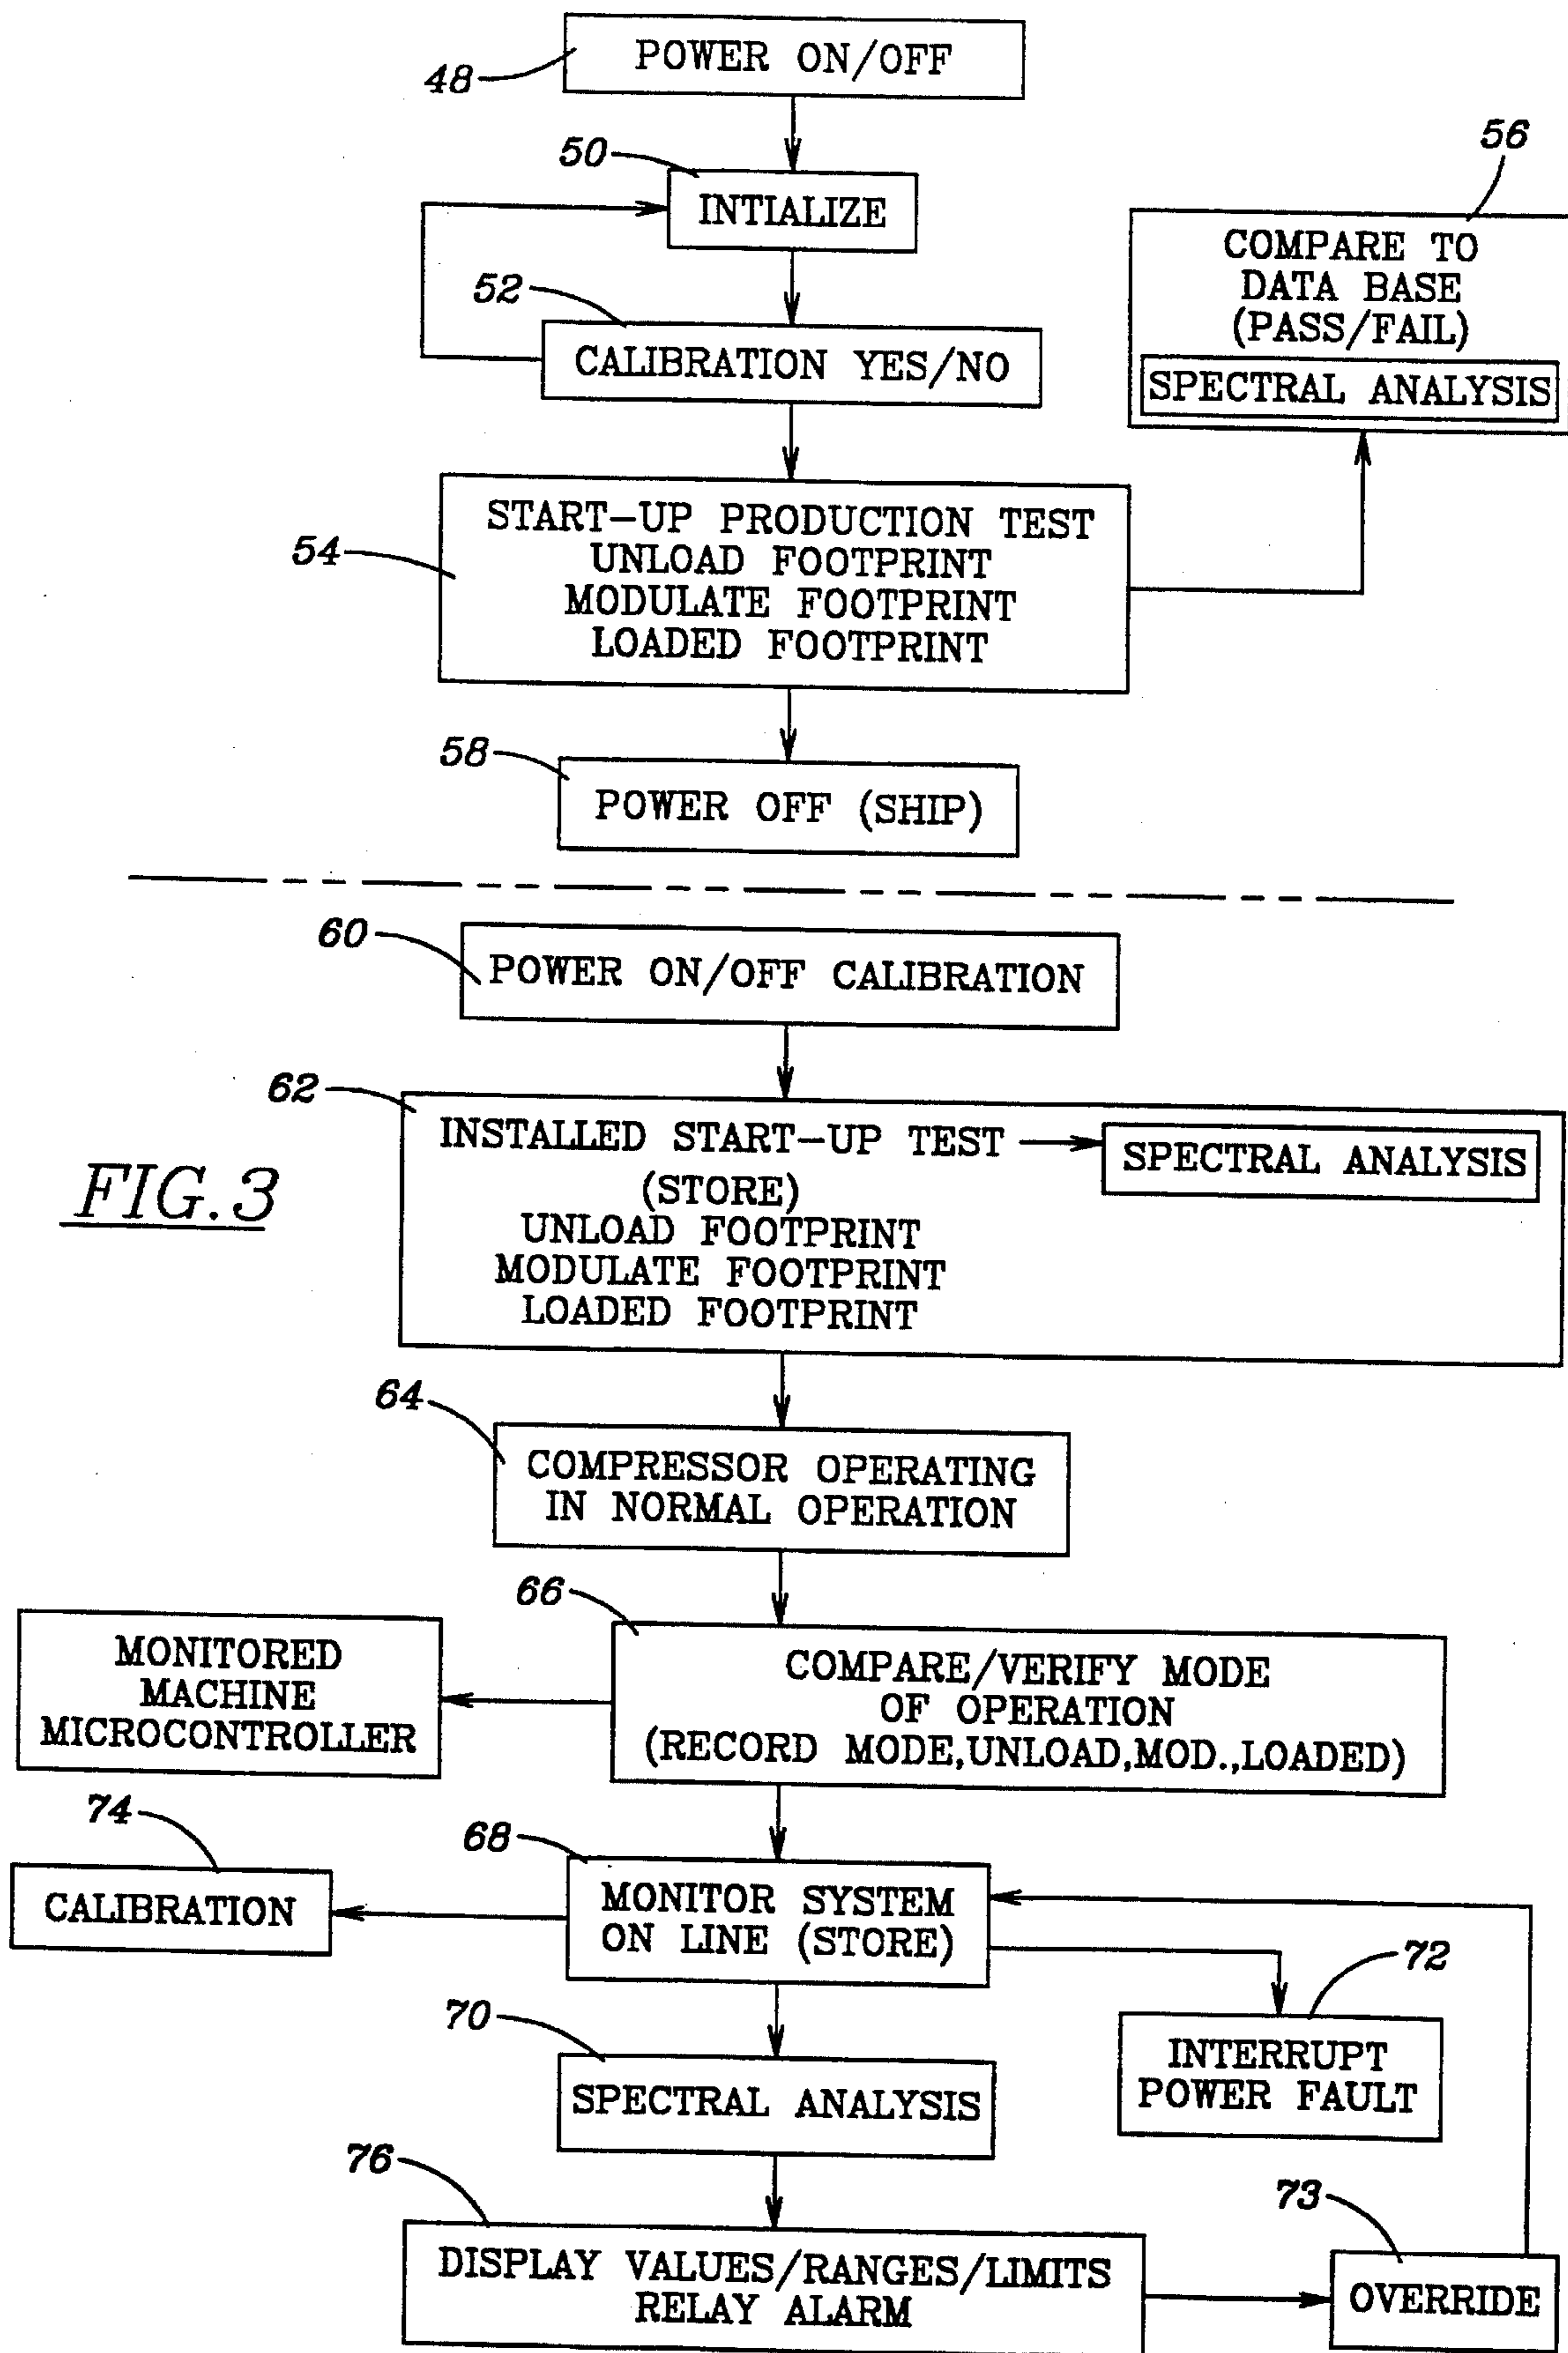 48
POWER ON/OFF
50
INTIALIZE
52
CALIBRATION YES/NO
56
COMPARE TO
DATA BASE
(PASS/FAIL)
SPECTRAL ANALYSIS
54
START-UP PRODUCTION TEST
UNLOAD FOOTPRINT
MODULATE FOOTPRINT
LOADED FOOTPRINT
58
POWER OFF (SHIP)
60
POWER ON/OFF CALIBRATION
62
INSTALLED START-UP TEST
SPECTRAL ANALYSIS
(STORE)
UNLOAD FOOTPRINT
MODULATE FOOTPRINT
LOADED FOOTPRINT
FIG.3
64
COMPRESSOR OPERATING
IN NORMAL OPERATION
66
COMPARE/VERIFY MODE
OF OPERATION
(RECORD MODE,UNLOAD,MOD.,LOADED)
MONITORED
MACHINE
MICROCONTROLLER
74
CALIBRATION
68
MONITOR SYSTEM
ON LINE (STORE)
72
INTERRUPT
POWER FAULT
70
SPECTRAL ANALYSIS
76
DISPLAY VALUES/RANGES/LIMITS
RELAY ALARM
73
OVERRIDE